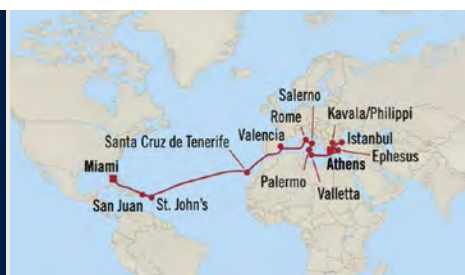 Salerno
Rome
Kavala/Philippi
Santa Cruz de Tenerife
Valencia
Istanbul
Miami
Athens
Ephesus
San Juan
St. John's
Palermo
Valletta